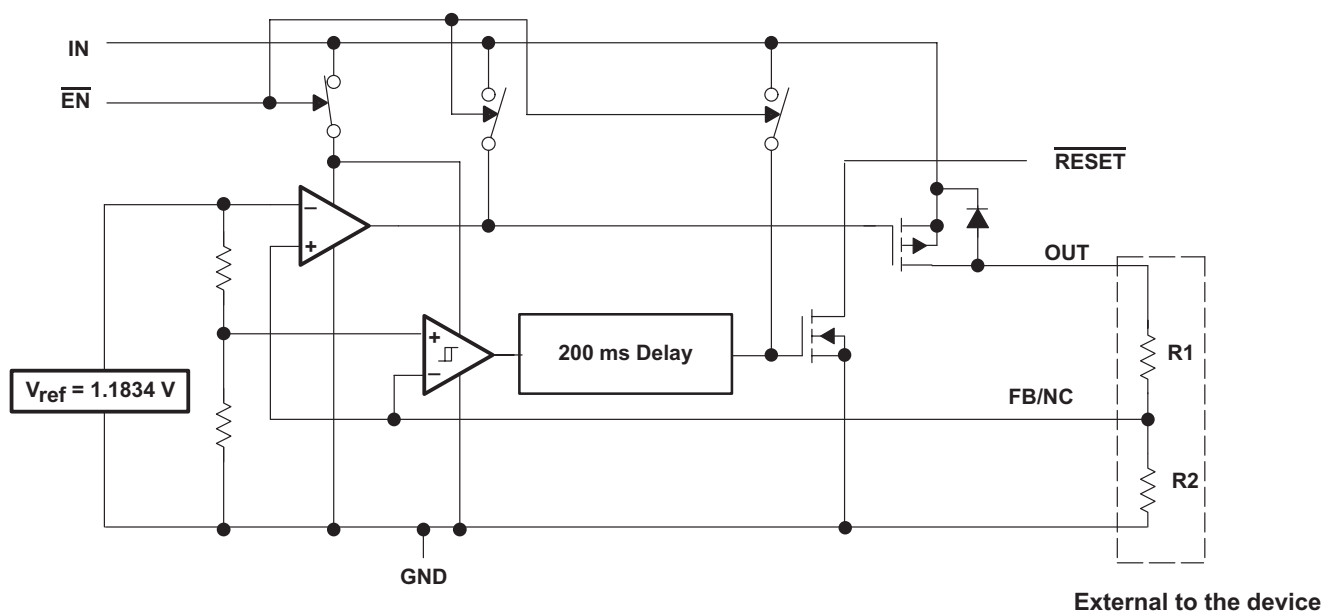 IN
EN
RESET
−
+
OUT
+
−
200 ms Delay
R1
Vref = 1.1834 V
FB/NC
R2
GND
External to the device